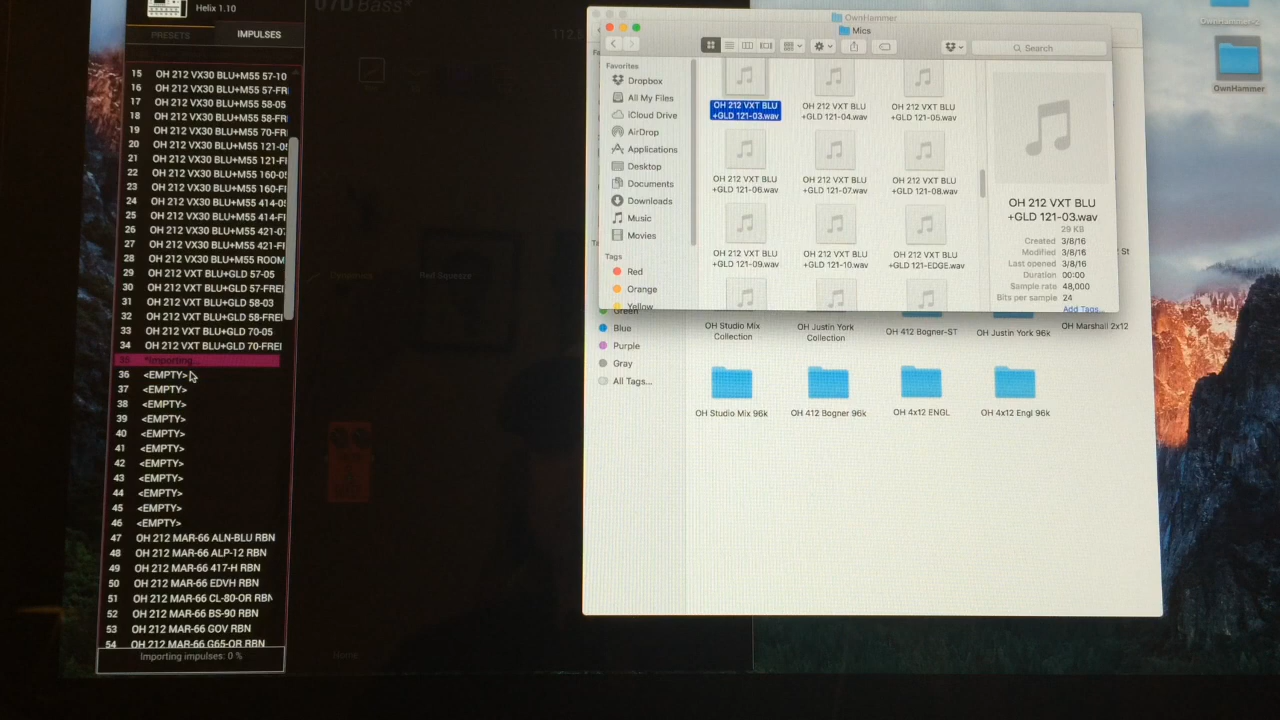 Helix 1.10
PRESETS
IMPULSES
15 OH 212 VX30 BLU+M55 57-10
16 OH 212 VX30 BLU+M55 57-FR
17 OH 212 VX30 BLU+M55 58-05
18 OH 212 VX30 BLU+M55 58-FR
19 OH 212 VX30 BLU+M55 70-FR
20 OH 212 VX30 BLU+M55 121-05
21 OH 212 VX30 BLU+M55 121-F
22 OH 212 VX30 BLU+M55 160-05
23 OH 212 VX30 BLU+M55 160-F
24 OH 212 VX30 BLU+M55 414-05
25 OH 212 VX30 BLU+M55 414-F
26 OH 212 VX30 BLU+M55 421-0
27 OH 212 VX30 BLU+M55 421-F
28 OH 212 VX30 BLU+M55 ROOM
29 OH 212 VXT BLU+GLD 57-05
30 OH 212 VXT BLU+GLD 57-FRE
31 OH 212 VXT BLU+GLD 58-03
32 OH 212 VXT BLU+GLD 58-FRE
33 OH 212 VXT BLU+GLD 70-05
34 OH 212 VXT BLU+GLD 70-FRE
35 *Importing...
36 <EMPTY>
37 <EMPTY>
38 <EMPTY>
39 <EMPTY>
40 <EMPTY>
41 <EMPTY>
42 <EMPTY>
43 <EMPTY>
44 <EMPTY>
45 <EMPTY>
46 <EMPTY>
47 OH 212 MAR-66 ALN-BLU RBN
48 OH 212 MAR-66 ALP-12 RBN
49 OH 212 MAR-66 417-H RBN
50 OH 212 MAR-66 EDVH RBN
51 OH 212 MAR-66 CL-80-OR RBN
52 OH 212 MAR-66 BS-90 RBN
53 OH 212 MAR-66 GOV RBN
54 OH 212 MAR-66 G65-OR RBN
Importing impulses: 0 %
Bass*
Dynamics
Red Squeeze
Home
OwnHammer
Mics
Search
Favorites
Dropbox
All My Files
iCloud Drive
AirDrop
Applications
Desktop
Documents
Downloads
Music
Movies
Tags
Red
Orange
Yellow
Green
Blue
Purple
Gray
All Tags...
OH 212 VXT BLU
+GLD 121-03.wav
OH 212 VXT BLU
+GLD 121-04.wav
OH 212 VXT BLU
+GLD 121-05.wav
OH 212 VXT BLU
+GLD 121-06.wav
OH 212 VXT BLU
+GLD 121-07.wav
OH 212 VXT BLU
+GLD 121-08.wav
OH 212 VXT BLU
+GLD 121-09.wav
OH 212 VXT BLU
+GLD 121-10.wav
OH 212 VXT BLU
+GLD 121-EDGE.wav
OH 212 VXT BLU
+GLD 121-03.wav
29 KB
Created 3/8/16
Modified 3/8/16
Last opened 3/8/16
Duration 00:00
Sample rate 48,000
Bits per sample 24
Add Tags...
St
OH Studio Mix
Collection
OH Justin York
Collection
OH 412 Bogner-ST
OH Justin York 96k
OH Marshall 2x12
OH Studio Mix 96k
OH 412 Bogner 96k
OH 4x12 ENGL
OH 4x12 Engl 96k
OwnHammer-2
OwnHammer